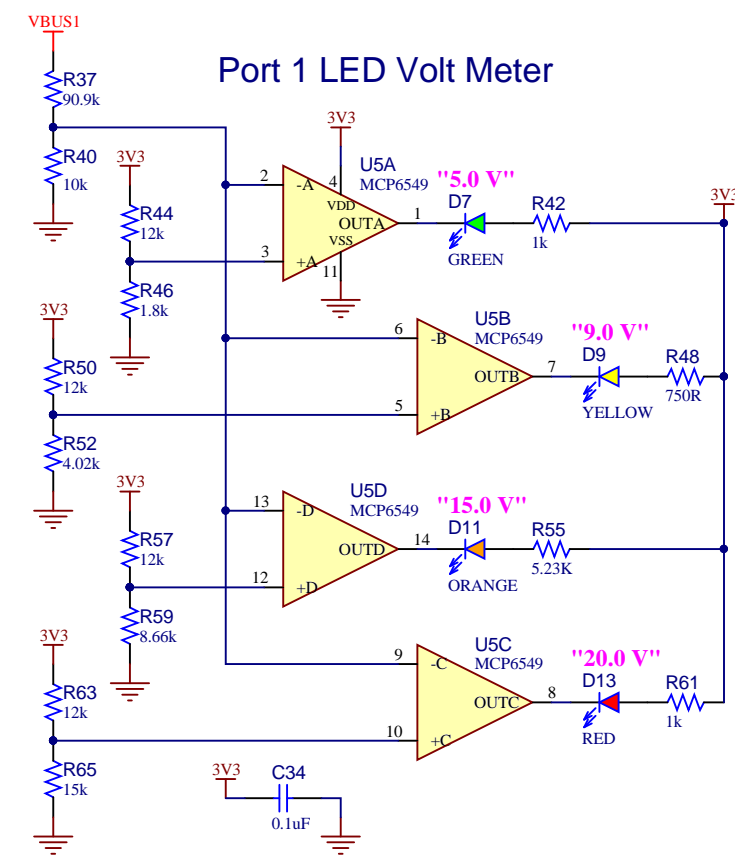 VBUS1
Port 1 LED Volt Meter
R37
90.9k
R40
10k
3V3
R44
12k
R46
1.8k
3V3
2
-A
4
VDD
OUTA
VSS
3
+A
11
U5A
MCP6549
1
"5.0 V"
D7
GREEN
R42
1k
3V3
3V3
R50
12k
R52
4.02k
6
-B
5
+B
OUTB
U5B
MCP6549
7
"9.0 V"
D9
YELLOW
R48
750R
3V3
R57
12k
R59
8.66k
13
-D
12
+D
OUTD
U5D
MCP6549
14
"15.0 V"
D11
ORANGE
R55
5.23K
3V3
R63
12k
R65
15k
9
-C
10
+C
OUTC
U5C
MCP6549
8
"20.0 V"
D13
RED
R61
1k
3V3
C34
0.1uF